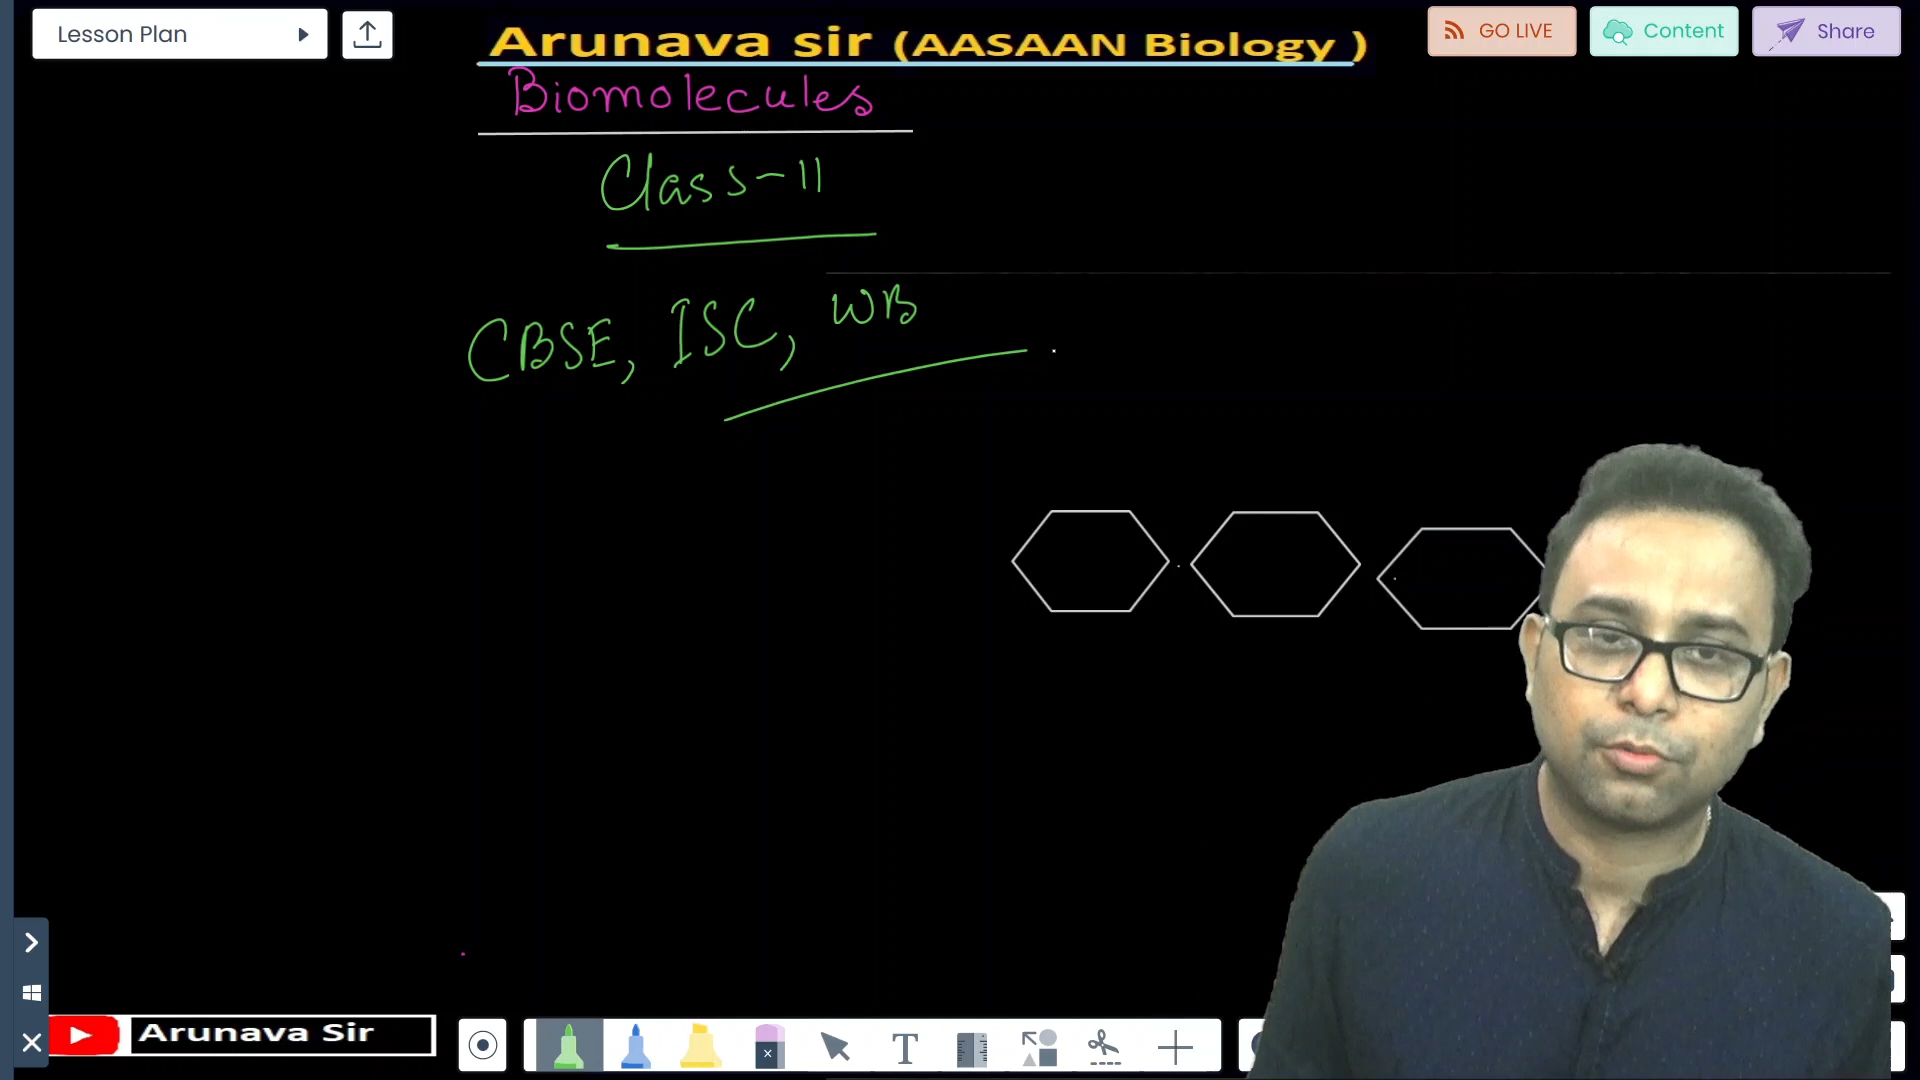 Lesson Plan
Arunava sir (AASAAN Biology )
GO LIVE
Content
Share
Biomolecules
Class-11
CBSE, ISC, WB
Arunava Sir